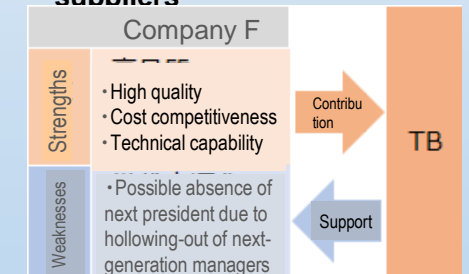 suppliers
Company F
Strengths
・High quality
・Cost competitiveness
・Technical capability
Contribu
tion
TB
Weaknesses
・Possible absence of
next president due to
hollowing-out of next-
generation managers
Support